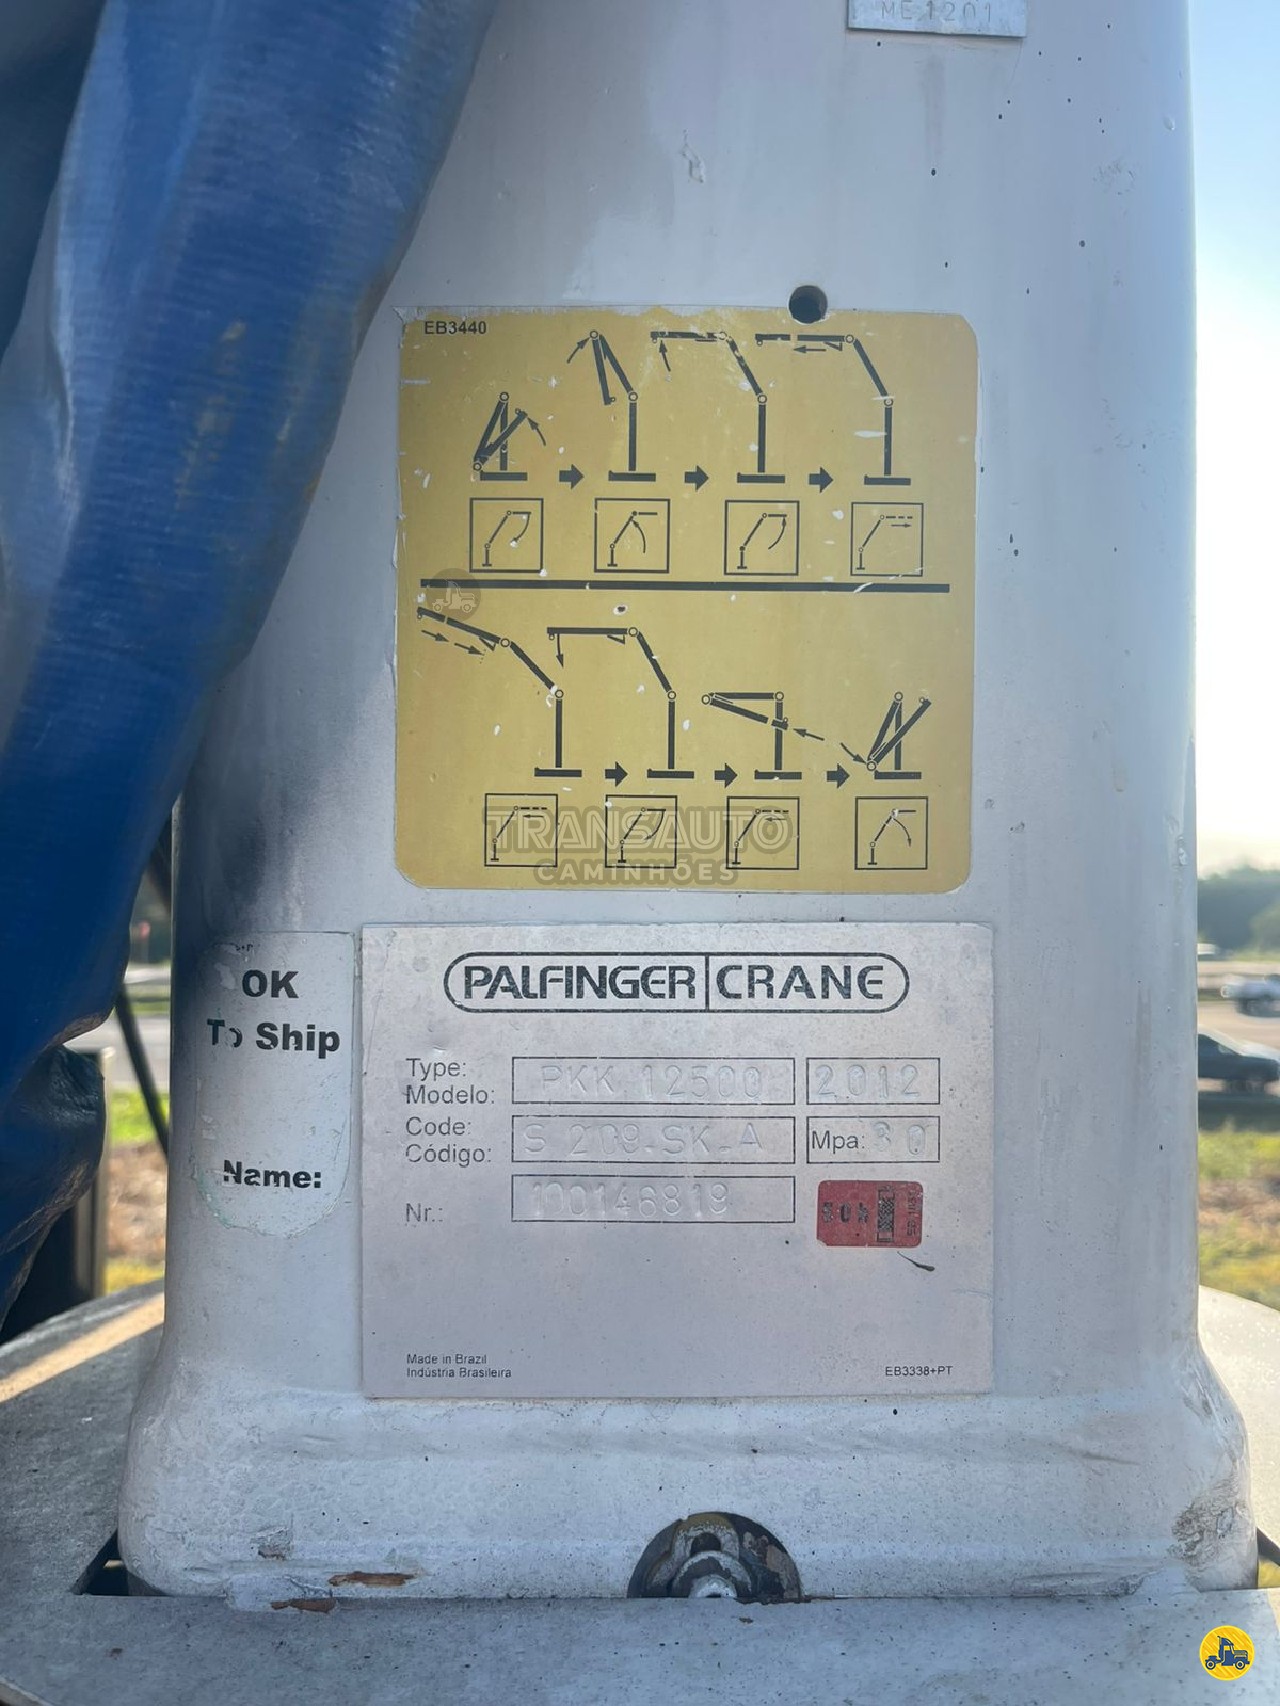 ME 1201
EB3440
TRANSAUTO
CAMINHÕES
OK
To Ship
Name:
PALFINGER CRANE
Type:
Modelo:
PKK 12500
2012
Code:
Código:
S 209-SK-A
Mpa: 30
Nr.:
100146819
50h
Made in Brazil
Indústria Brasileira
EB3338+PT